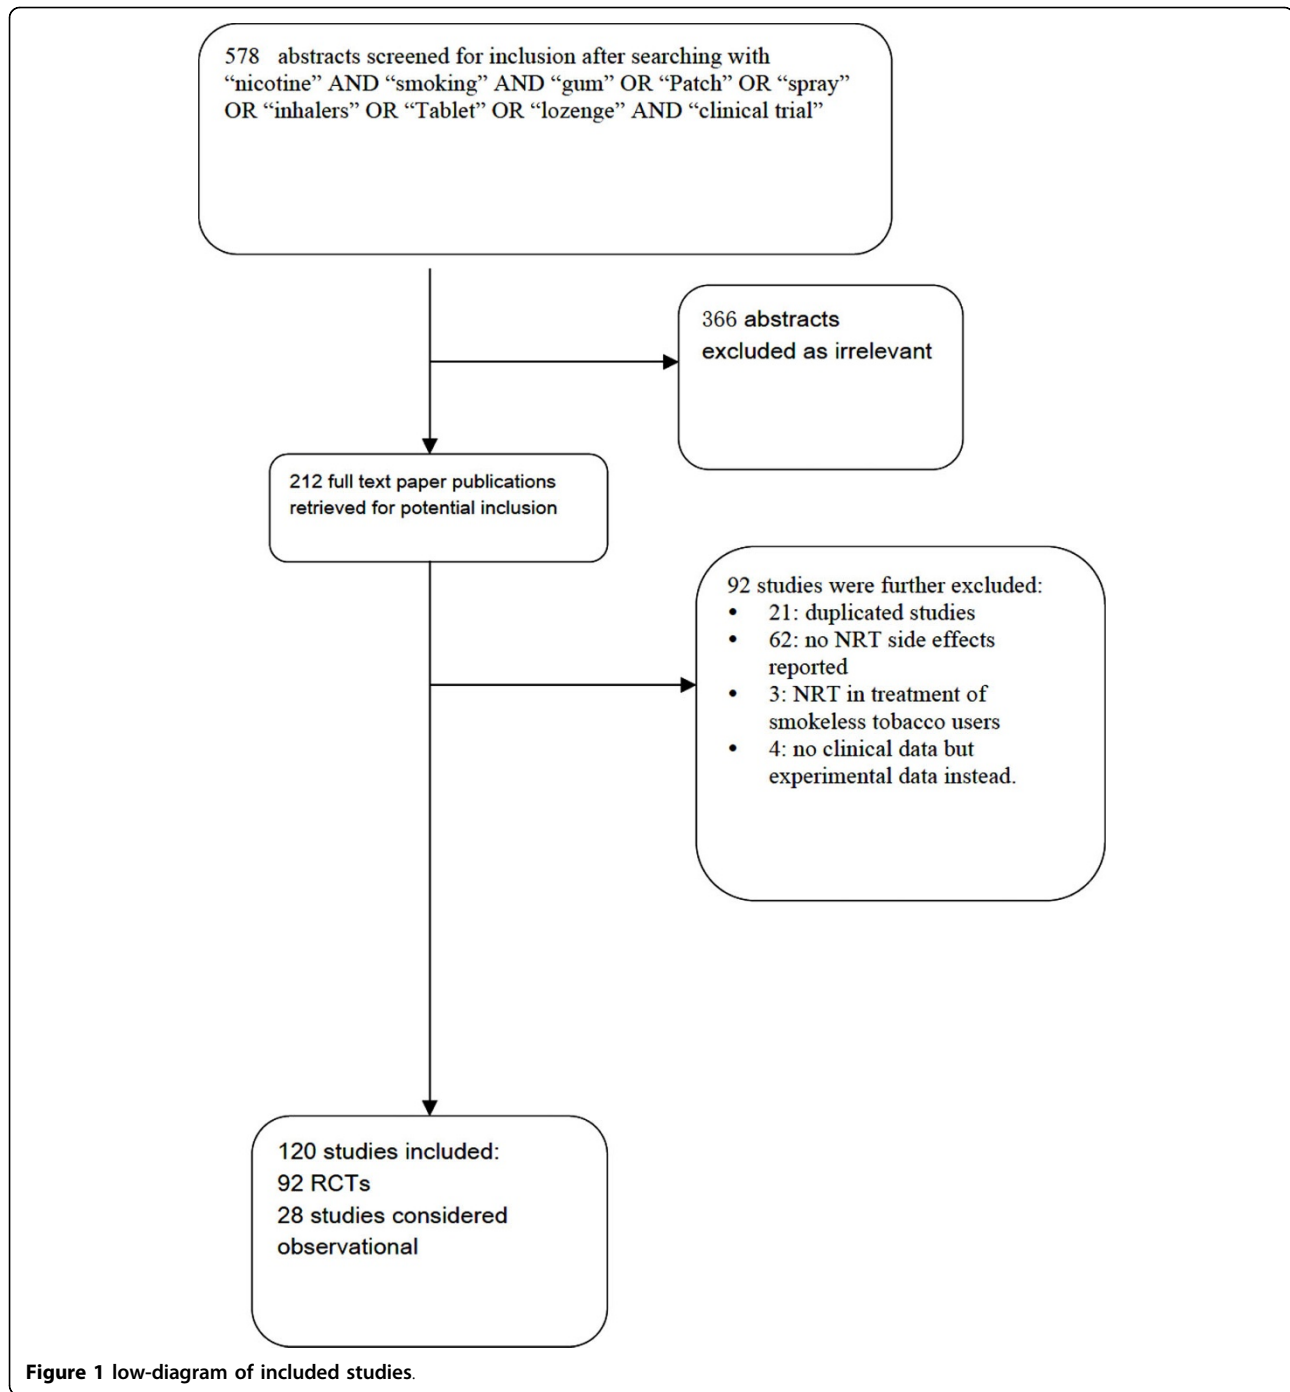 578 abstracts screened for inclusion after searching with
“nicotine” AND “smoking” AND “gum” OR “Patch” OR “spray”
OR “inhalers” OR “Tablet” OR “lozenge” AND “clinical trial”
366 abstracts
excluded as irrelevant
212 full text paper publications
retrieved for potential inclusion
92 studies were further excluded:
• 21: duplicated studies
• 62: no NRT side effects
reported
• 3: NRT in treatment of
smokeless tobacco users
• 4: no clinical data but
experimental data instead.
120 studies included:
92 RCTs
28 studies considered
observational
Figure 1 low-diagram of included studies.